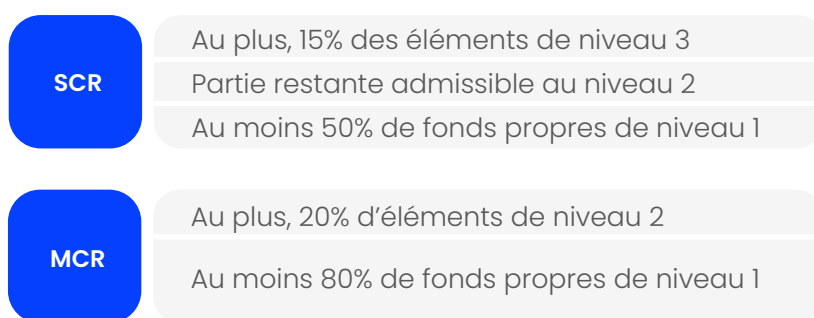 SCR
Au plus, 15% des éléments de niveau 3
Partie restante admissible au niveau 2
Au moins 50% de fonds propres de niveau 1
MCR
Au plus, 20% d’éléments de niveau 2
Au moins 80% de fonds propres de niveau 1